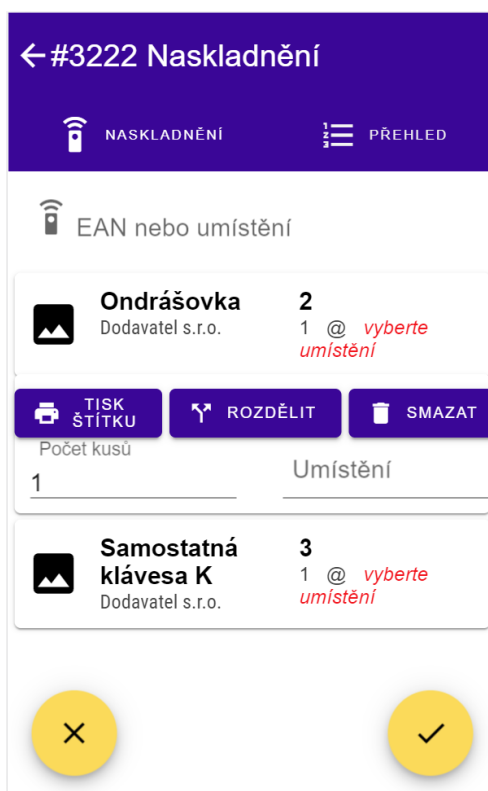 #3222 Naskladnění
NASKLADNĚNÍ
PŘEHLED
EAN nebo umístění
Ondrášovka
Dodavatel s.r.o.
2
1 @ vyberte
umístění
TISK
ŠTÍTKU
ROZDĚLIT
SMAZAT
Počet kusů
1
Umístění
Samostatná
klávesa K
Dodavatel s.r.o.
3
1 @ vyberte
umístění